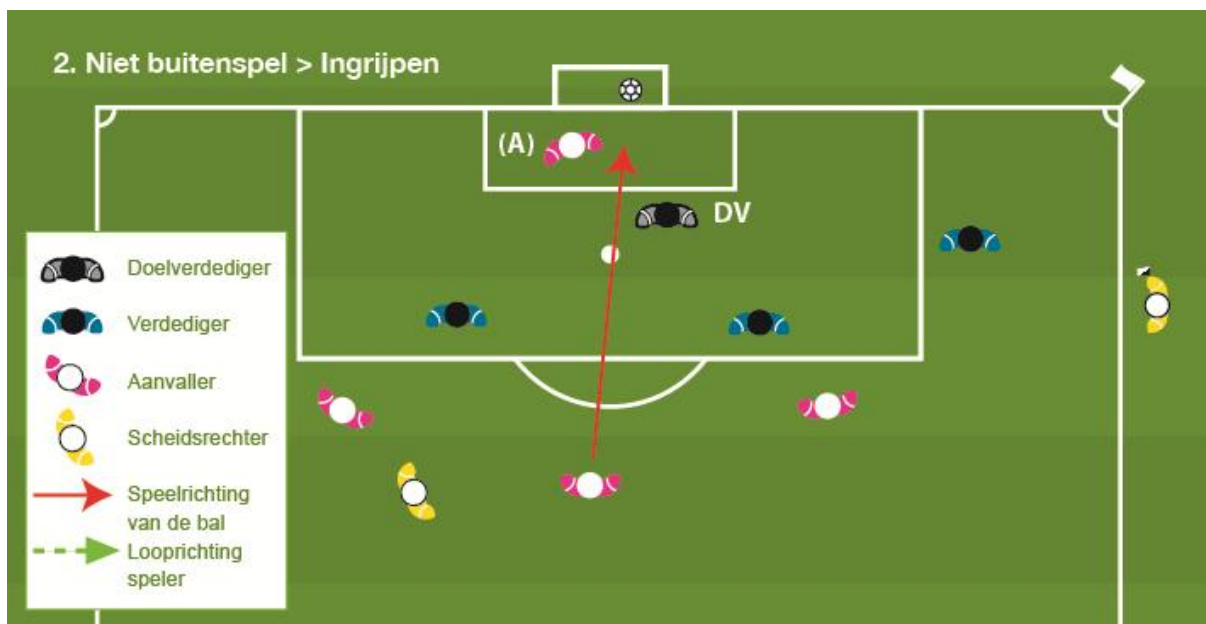 2. Niet buitenspel > Ingrijpen
(A)
DV
Doelverdediger
Verdediger
Aanvaller
Scheidsrechter
Speelrichting
van de bal
Looprichting
speler